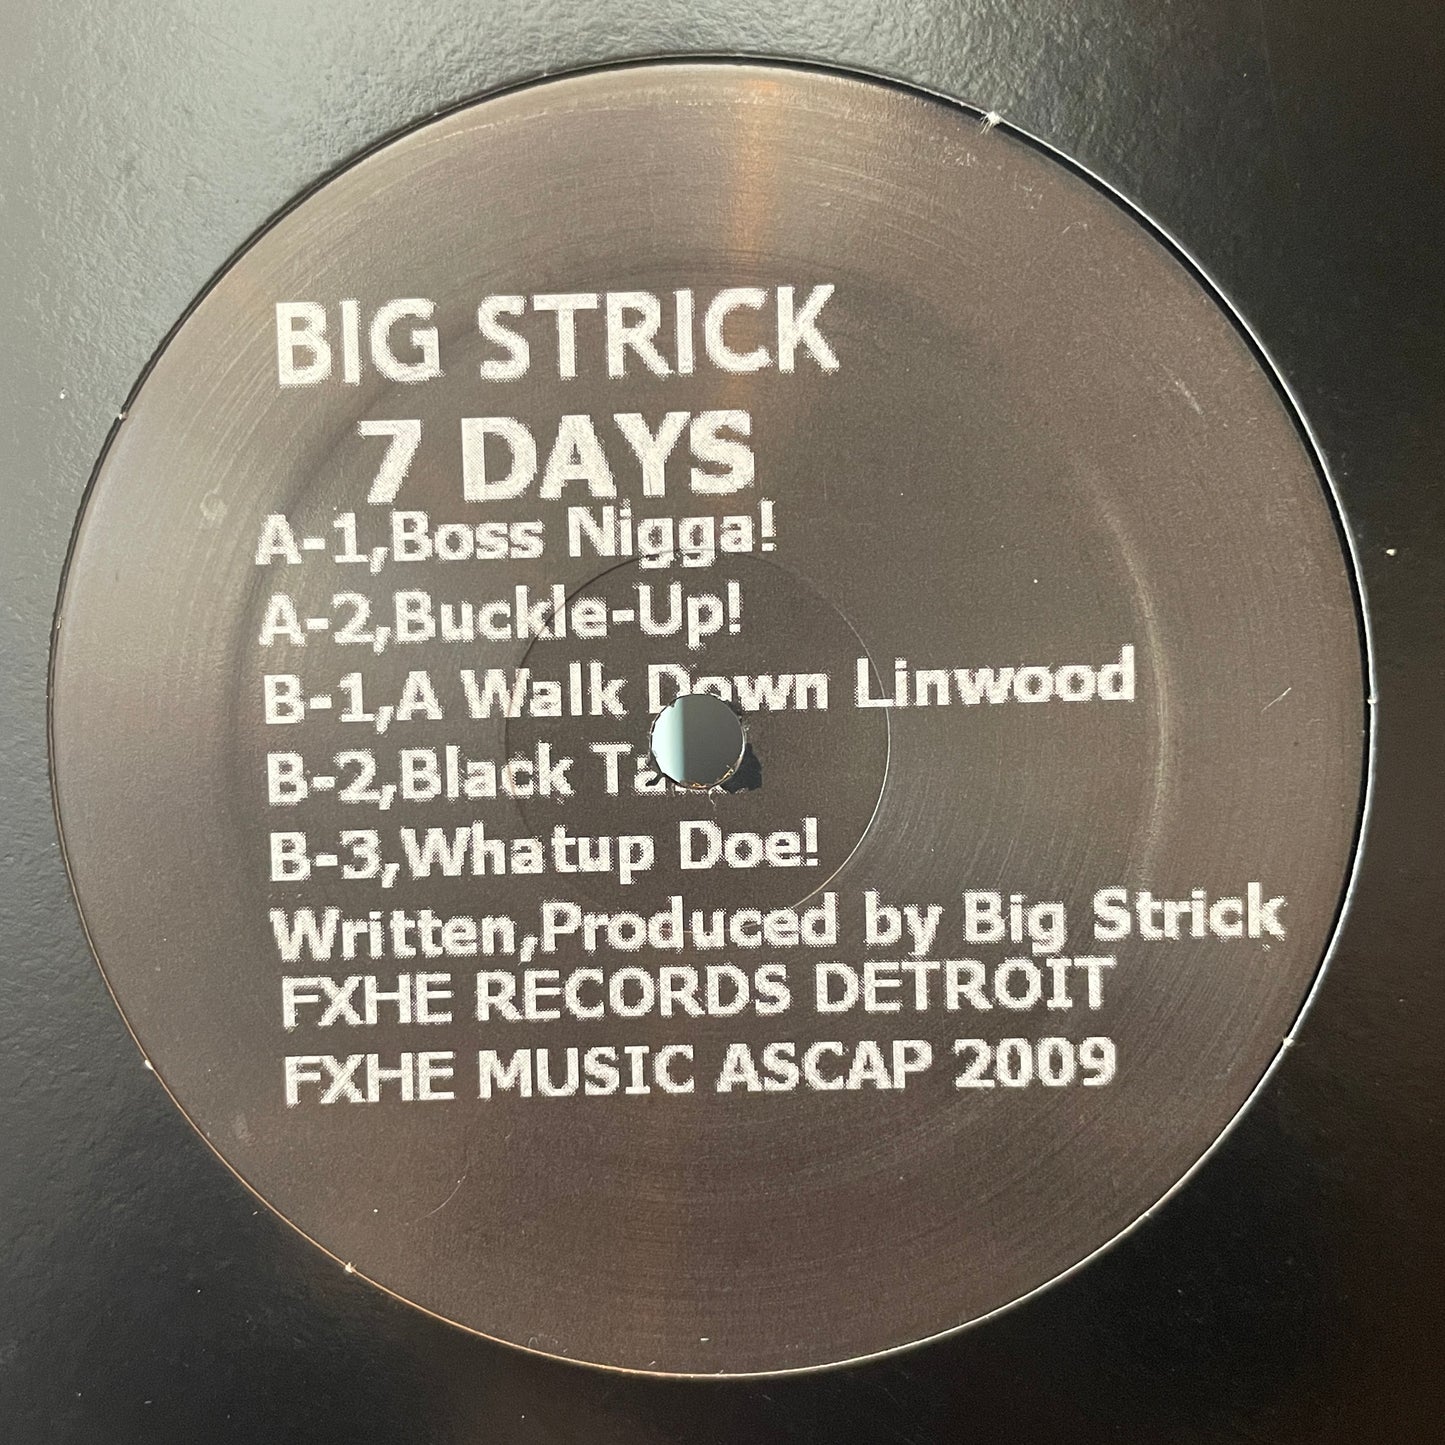 BIG STRICK
7 DAYS
A-1,Boss Nigga!
A-2,Buckle-Up!
B-1,A Walk Down Linwood
B-2,Black
B-3,Whatup Doe!
Written,Produced by Big Strick
FXHE RECORDS DETROIT
FXHE MUSIC ASCAP 2009